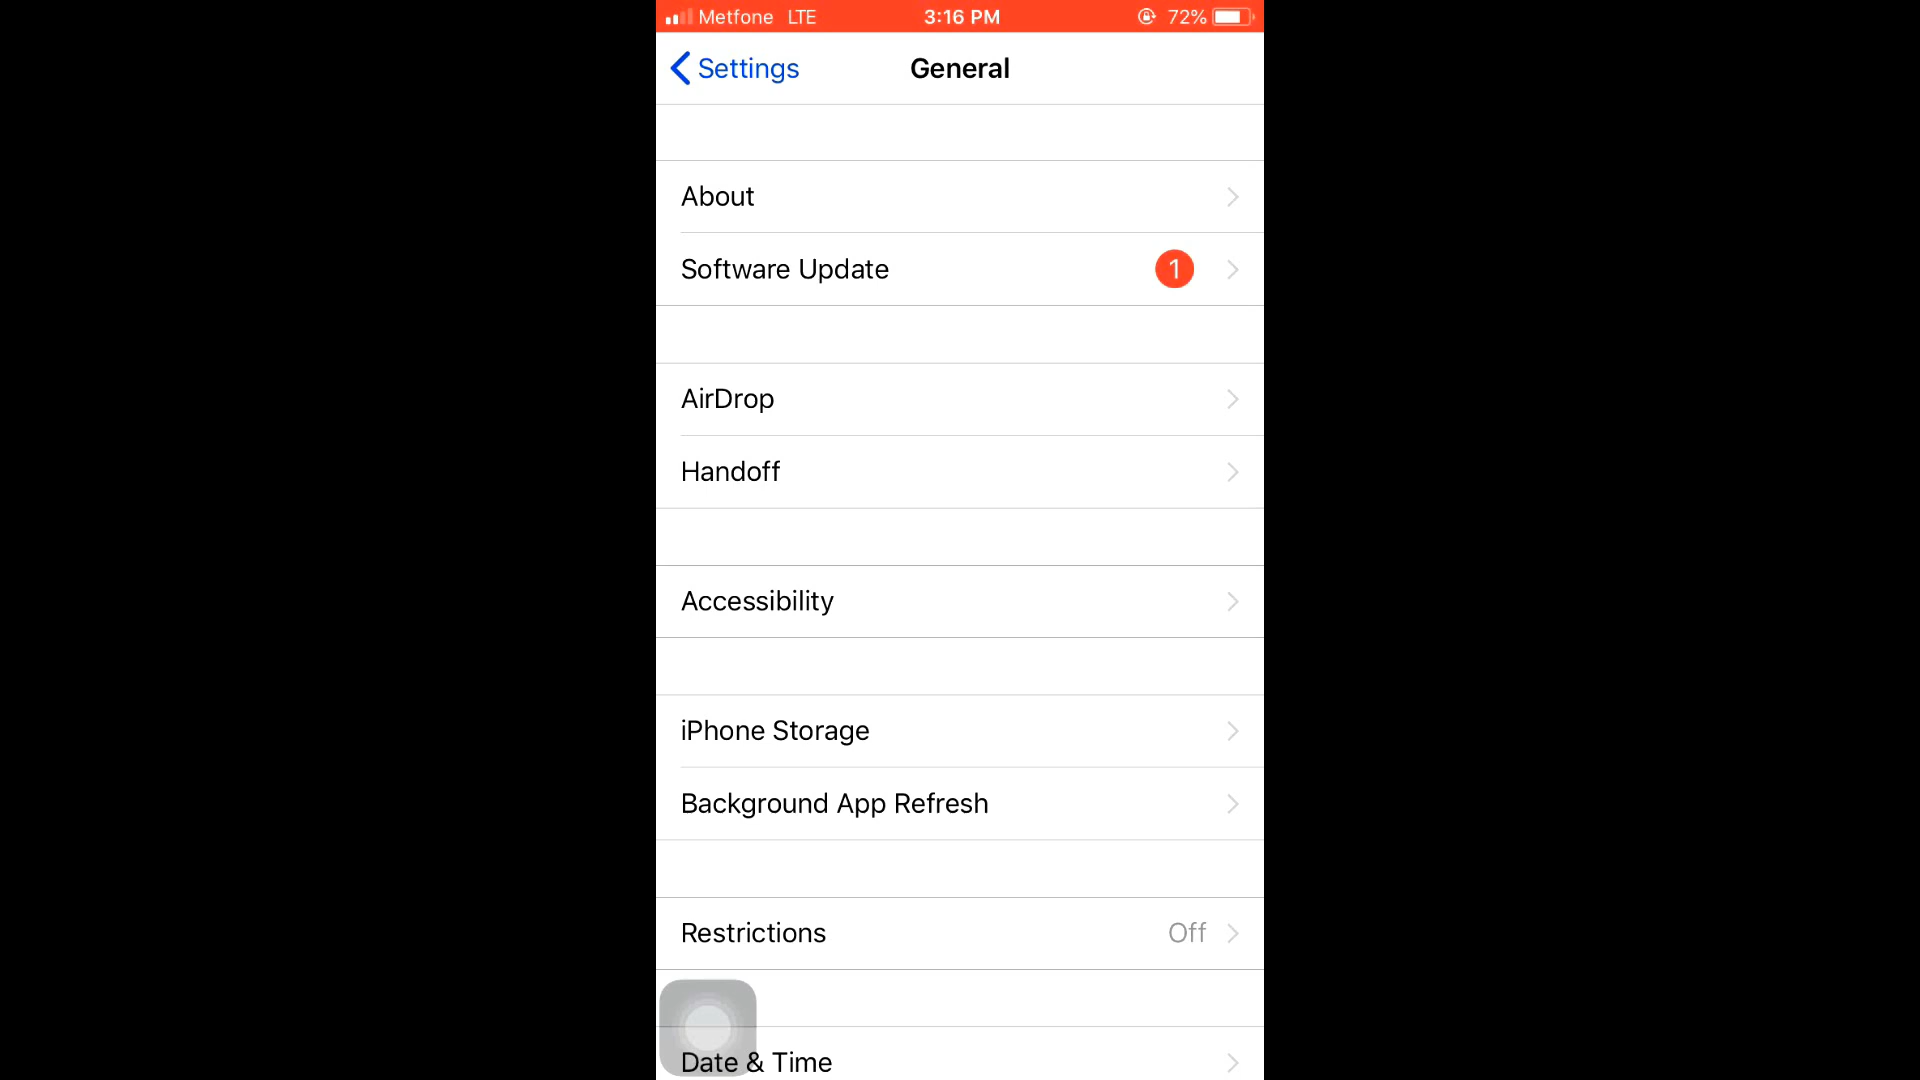 Metfone LTE 3:16 PM 72%
Settings General
About
Software Update 1
AirDrop
Handoff
Accessibility
iPhone Storage
Background App Refresh
Restrictions Off
Date & Time